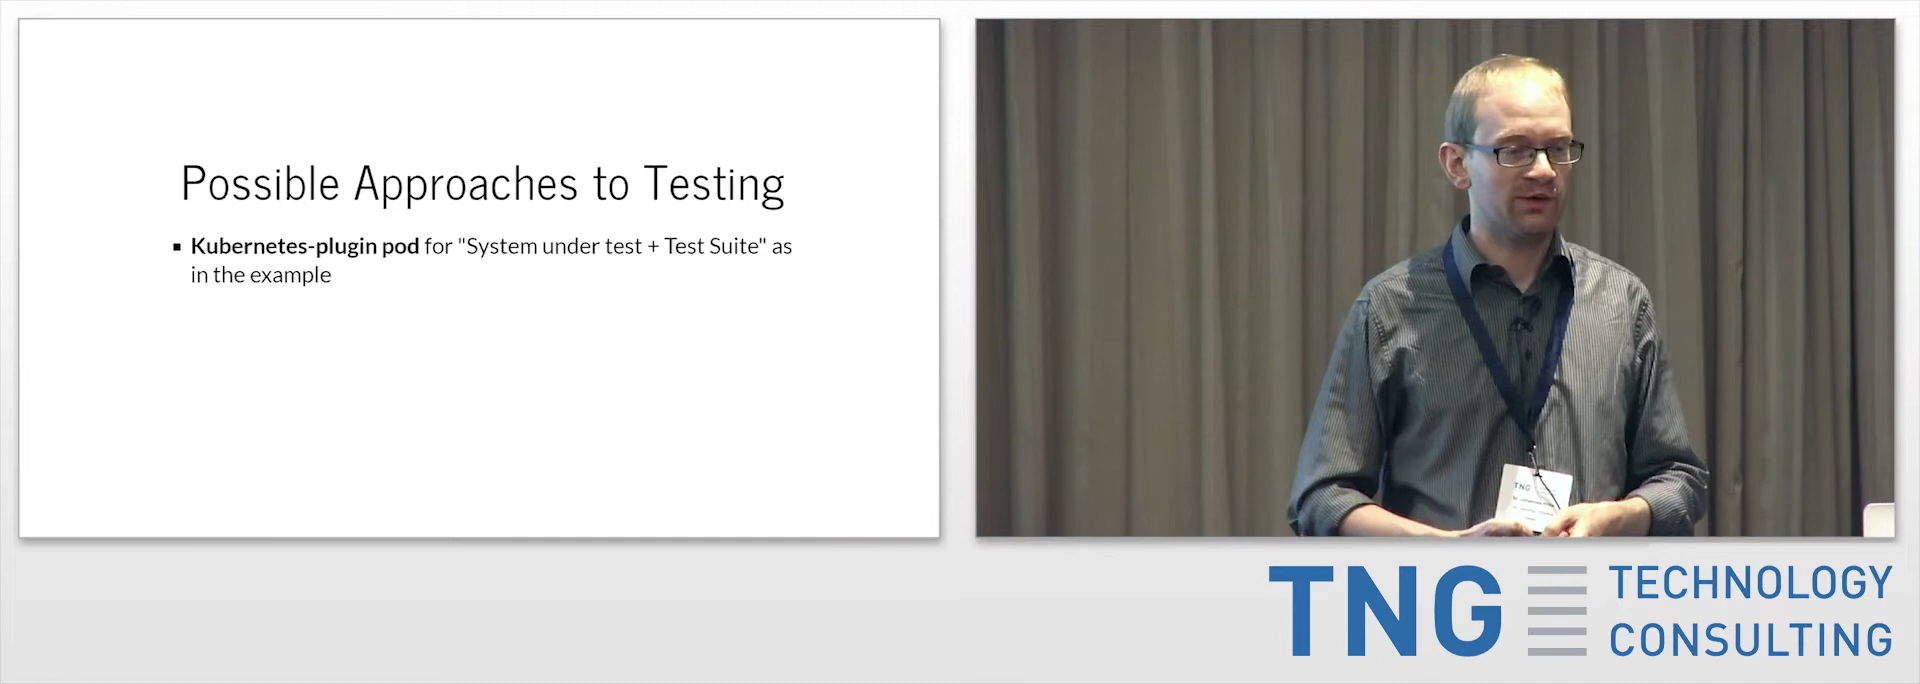 Possible Approaches to Testing
▪ Kubernetes-plugin pod for "System under test + Test Suite" as
in the example
TNG
TNG TECHNOLOGY
CONSULTING